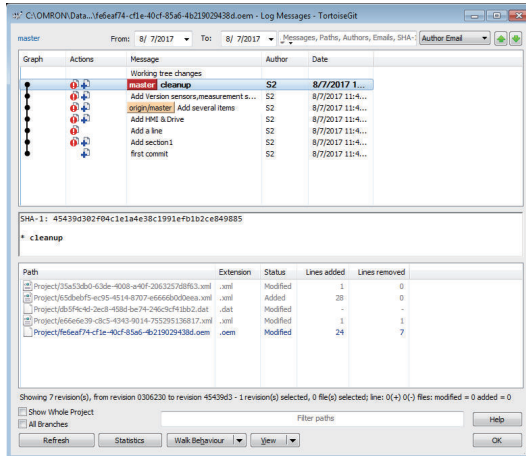 C:\OMRON\Data...\fe6eaf74-cf1e-40cf-85a6-4b219029438d.oem - Log Messages - TortoiseGit
master From: 8/ 7/2017 To: 8/ 7/2017 Messages, Paths, Authors, Emails, SHA- Author Email
Graph Actions Message Author Date
Working tree changes
master cleanup S2 8/7/2017 1...
Add Version sensors,measurement s... S2 8/7/2017 11:4...
origin/master Add several items S2 8/7/2017 11:4...
Add HMI &Drive S2 8/7/2017 11:4...
Add a line S2 8/7/2017 11:4...
Add section1 S2 8/7/2017 11:4...
first commit S2 8/7/2017 11:4...
SHA-1: 45439d302f04c1e1a4e38c1991efb1b2ce849885
* cleanup
Path Extension Status Lines added Lines removed
Project/35a53db0-63de-4008-a40f-2063257d8f63.xml .xml Modified 1 0
Project/65dbebf5-ec95-4514-8707-e6666b0d0eea.xml .xml Added 28 0
Project/db5f4c4d-2ec8-458d-be74-246c9cf41bb2.dat .dat Modified - -
Project/e66e6e39-c8c5-4343-9014-755295136817.xml .xml Modified 1 1
Project/fe6eaf74-cf1e-40cf-85a6-4b219029438d.oem .oem Modified 24 7
Showing 7 revision(s), from revision 0306230 to revision 45439d3 - 1 revision(s) selected, 0 file(s) selected; line: 0(+) 0(-) files: modified = 0 added = 0
Show Whole Project
All Branches
Filter paths
Help
Refresh Statistics Walk Behaviour View OK